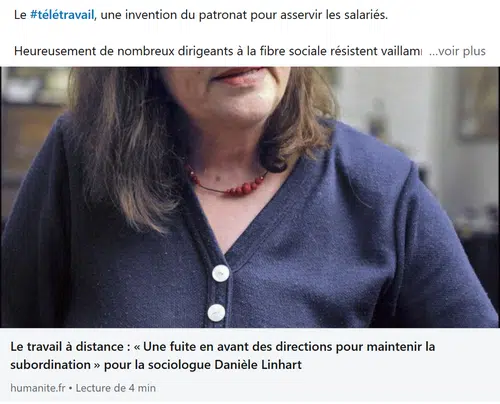 Le #télétravail, une invention du patronat pour asservir les salariés.
Heureusement de nombreux dirigeants à la fibre sociale résistent ...voir plus
Le travail à distance : « Une fuite en avant des directions pour maintenir la
subordination » pour la sociologue Danièle Linhart
humanite.fr • Lecture de 4 min